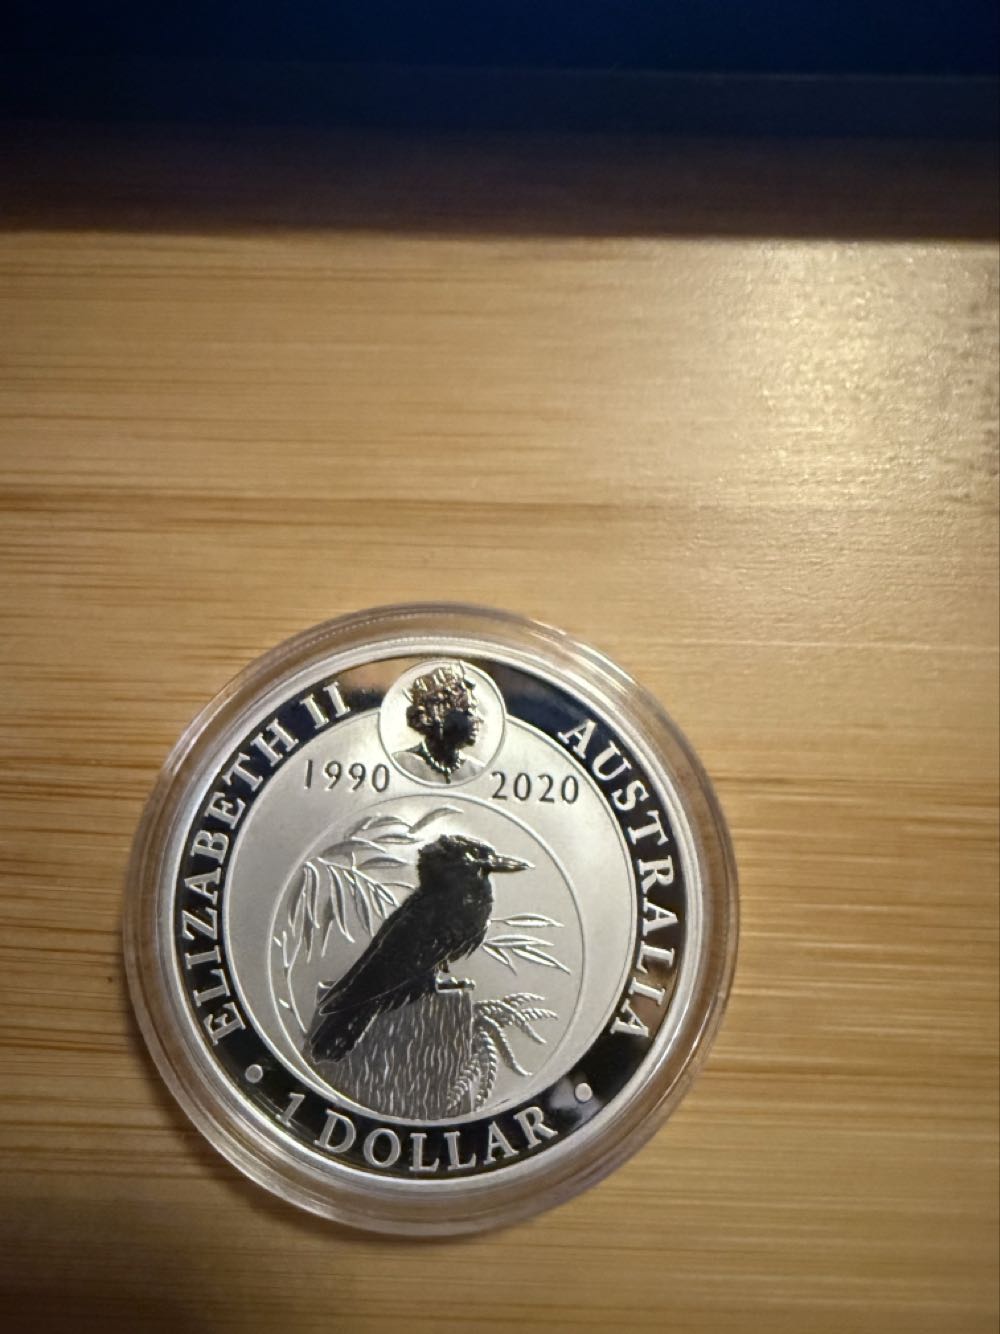 ELIZABETH II
AUSTRALIA
1990 2020
• 1 DOLLAR •